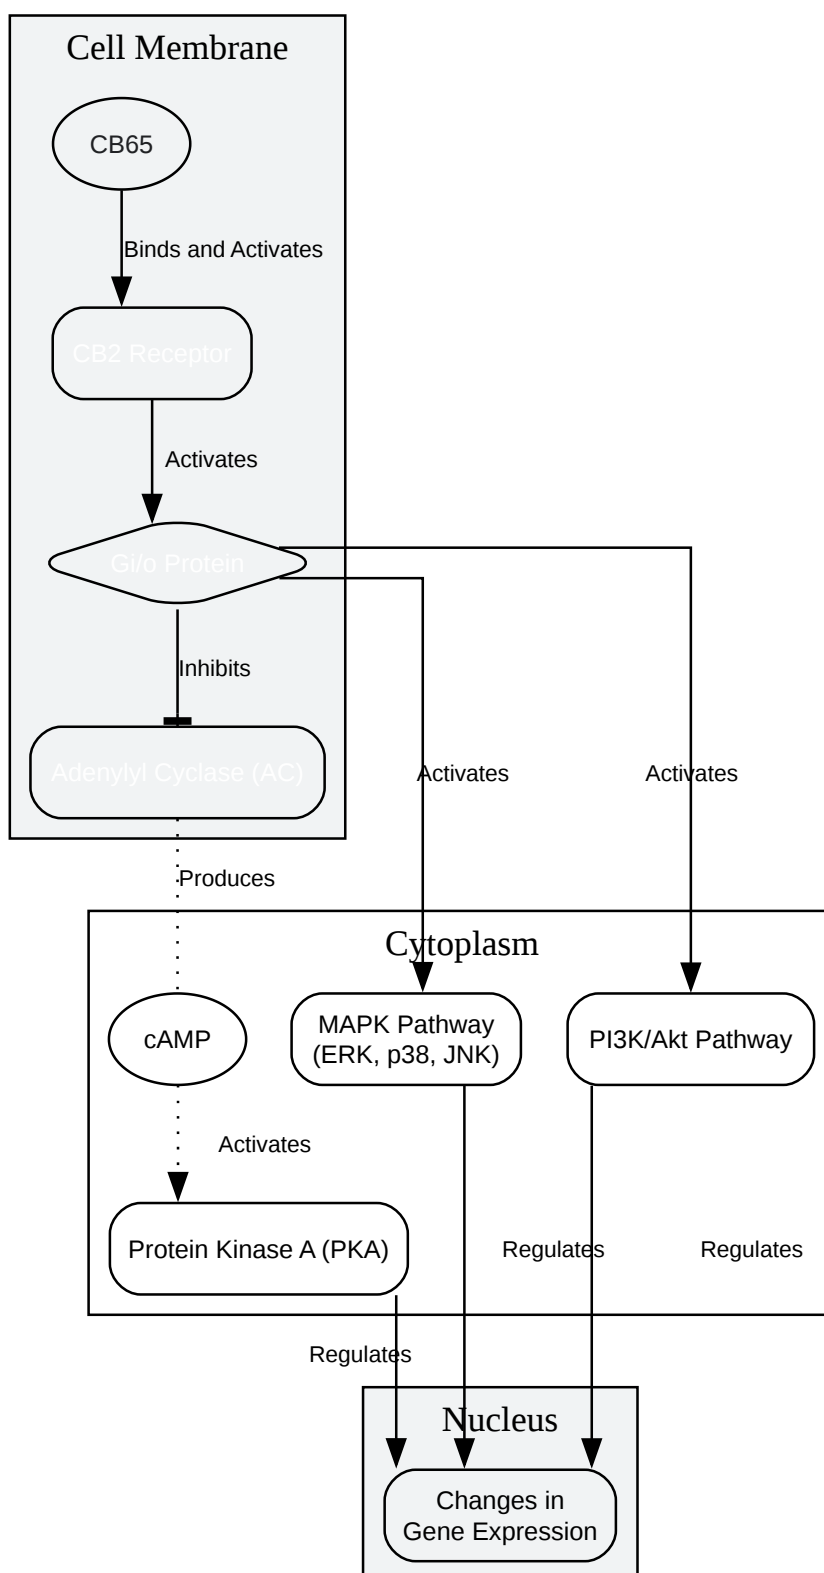 Cell Membrane
CB65
Binds and Activates
CB2 Receptor
Activates
Gi/o Protein
Inhibits
Adenylyl Cyclase (AC)
Activates
Activates
Produces
Cytoplasm
cAMP
MAPK Pathway
(ERK, p38, JNK)
PI3K/Akt Pathway
Activates
Protein Kinase A (PKA)
Regulates
Regulates
Regulates
Nucleus
Changes in
Gene Expression